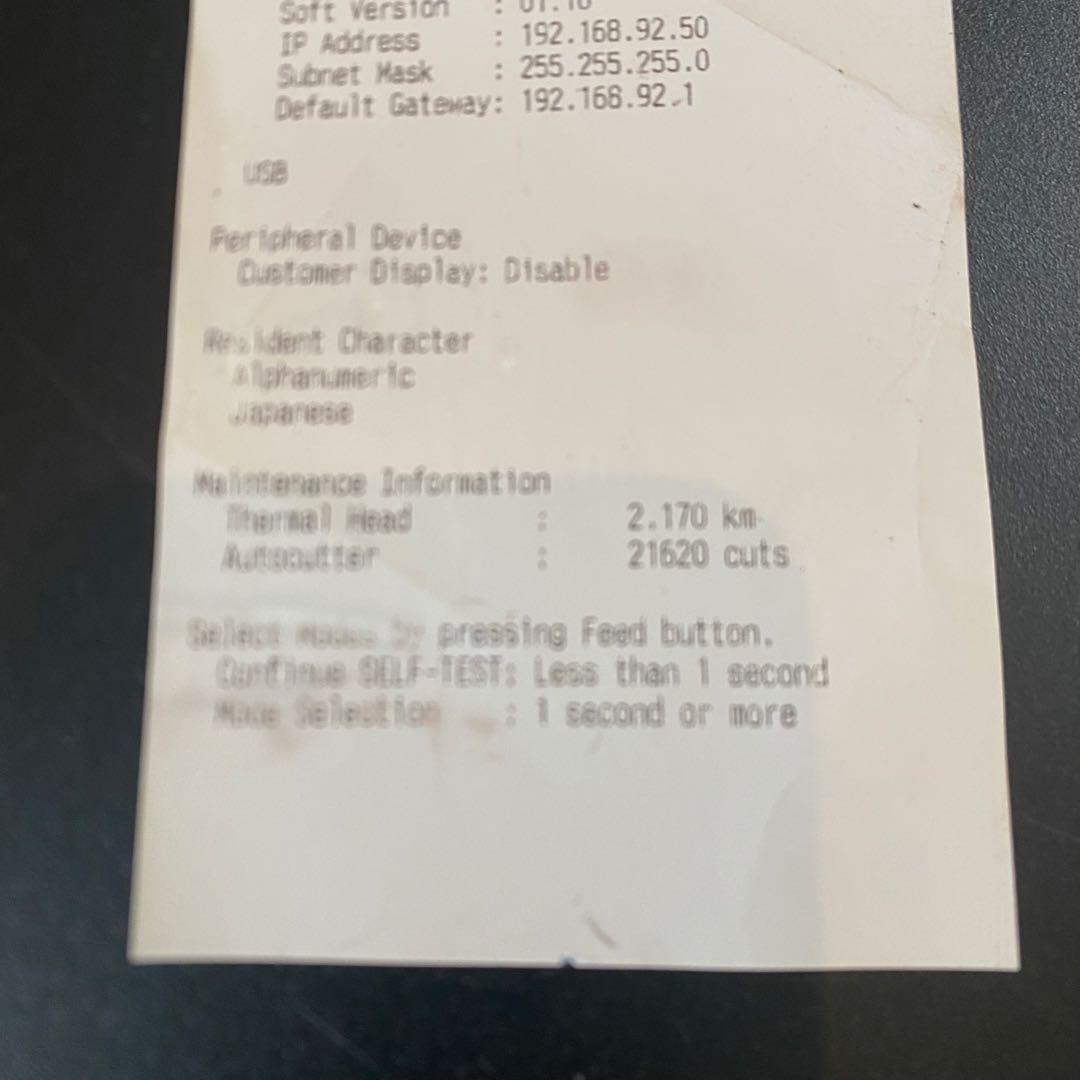 Soft Version : 01.10
IP Address : 192.168.92.50
Subnet Mask : 255.255.255.0
Default Gateway: 192.168.92.1
USB
Peripheral Device
Customer Display: Disable
Resident Character
Alphanumeric
Japanese
Maintenance Information
Thermal Head : 2.170 km
Autocutter : 21620 cuts
Select Modes by pressing Feed button.
Continue SELF-TEST: Less than 1 second
Mode Selection : 1 second or more